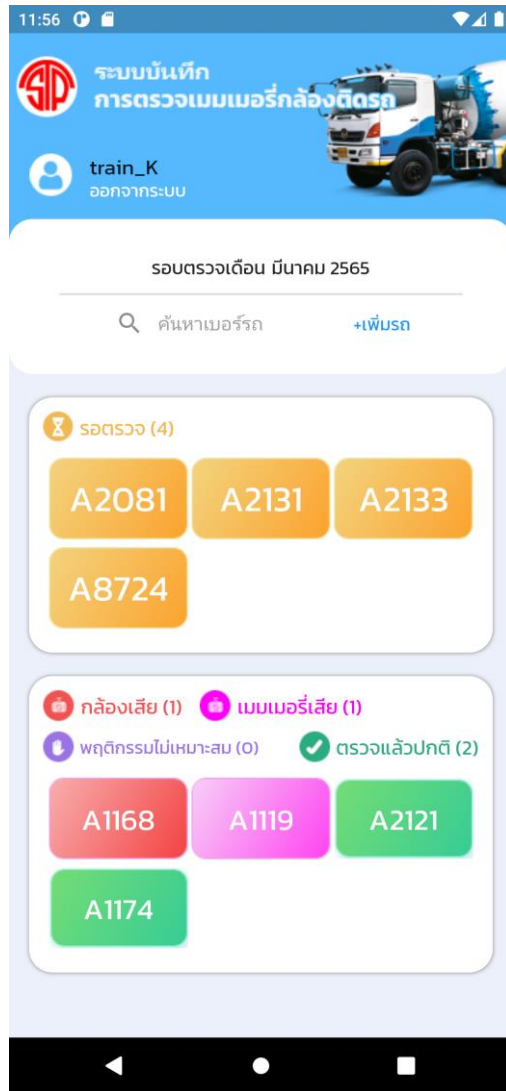 11:56
ระบบบันทึก
การตรวจเมมเมอรี่กล้องติดรถ
train_K
ออกจากระบบ
รอบตรวจเดือน มีนาคม 2565
ค้นหาเบอร์รถ +เพิ่มรถ
รอตรวจ (4)
A2081 A2131 A2133
A8724
กล้องเสีย (1) เมมเมอรี่เสีย (1)
พฤติกรรมไม่เหมาะสม (0) ตรวจแล้วปกติ (2)
A1168 A1119 A2121
A1174